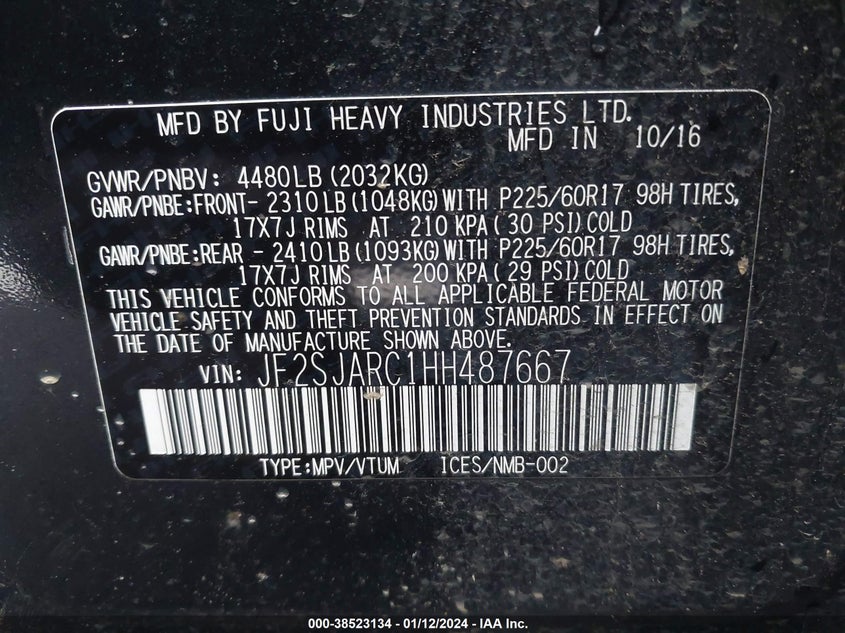 MFD BY FUJI HEAVY INDUSTRIES LTD.
MFD IN 10/16
GVWR/PNBV: 4480LB (2032KG)
GAWR/PNBE:FRONT- 2310LB (1048KG) WITH P225/60R17 98H TIRES,
17X7J RIMS AT 210 KPA ( 30 PSI) COLD
GAWR/PNBE:REAR - 2410LB (1093KG) WITH P225/60R17 98H TIRES,
17X7J RIMS AT 200 KPA ( 29 PSI) COLD
THIS VEHICLE CONFORMS TO ALL APPLICABLE FEDERAL MOTOR
VEHICLE SAFETY AND THEFT PREVENTION STANDARDS IN EFFECT ON
THE DATE OF MANUFACTURE SHOWN ABOVE.
VIN: JF2SJARC1HH487667
TYPE:MPV/VTUM ICES/NMB-002
000-38523134 - 01/12/2024 - IAA Inc.